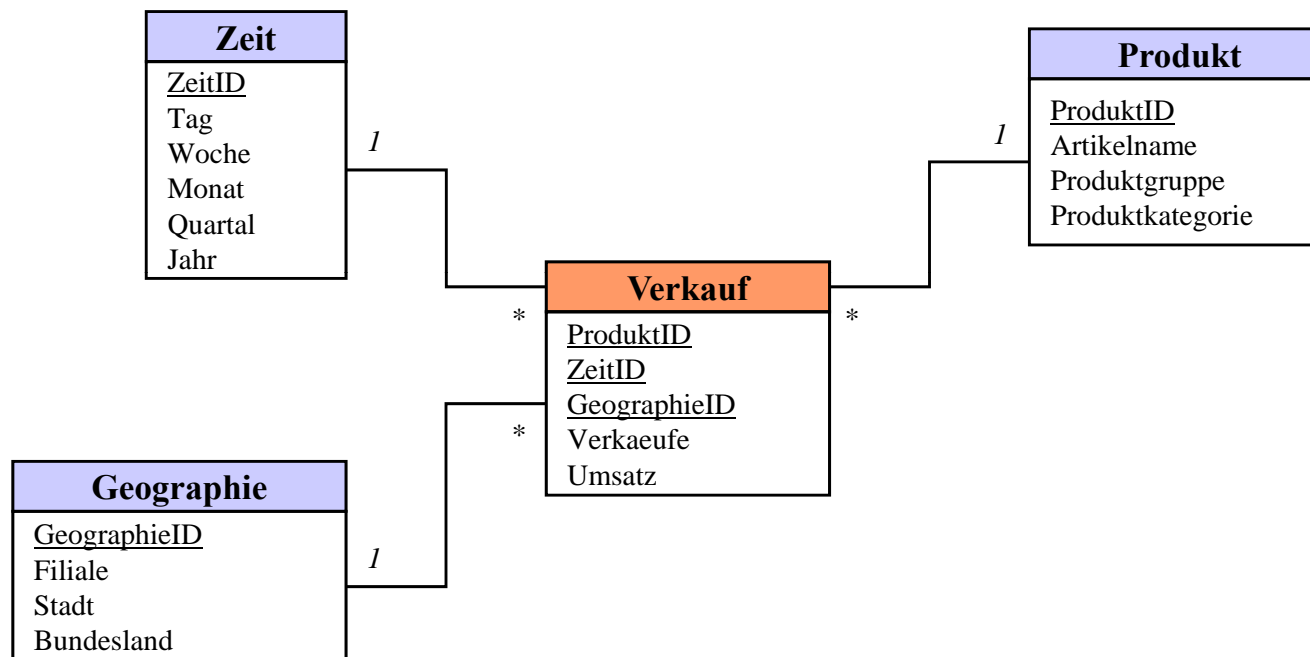 Zeit
ZeitID
Tag
Woche
Monat
Quartal
Jahr
1
*
Produkt
ProduktID
Artikelname
Produktgruppe
Produktkategorie
1
*
Verkauf
ProduktID
ZeitID
GeographieID
Verkaeufe
Umsatz
*
1
Geographie
GeographieID
Filiale
Stadt
Bundesland